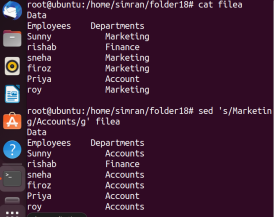 root@ubuntu:/home/simran/folder18# cat filea
Data
Employees Departments
Sunny Marketing
rishab Finance
sneha Marketing
firoz Marketing
Priya Account
roy Marketing
root@ubuntu:/home/simran/folder18# sed 's/Marketin
g/Accounts/g' filea
Data
Employees Departments
Sunny Accounts
rishab Finance
sneha Accounts
firoz Accounts
Priya Account
roy Accounts